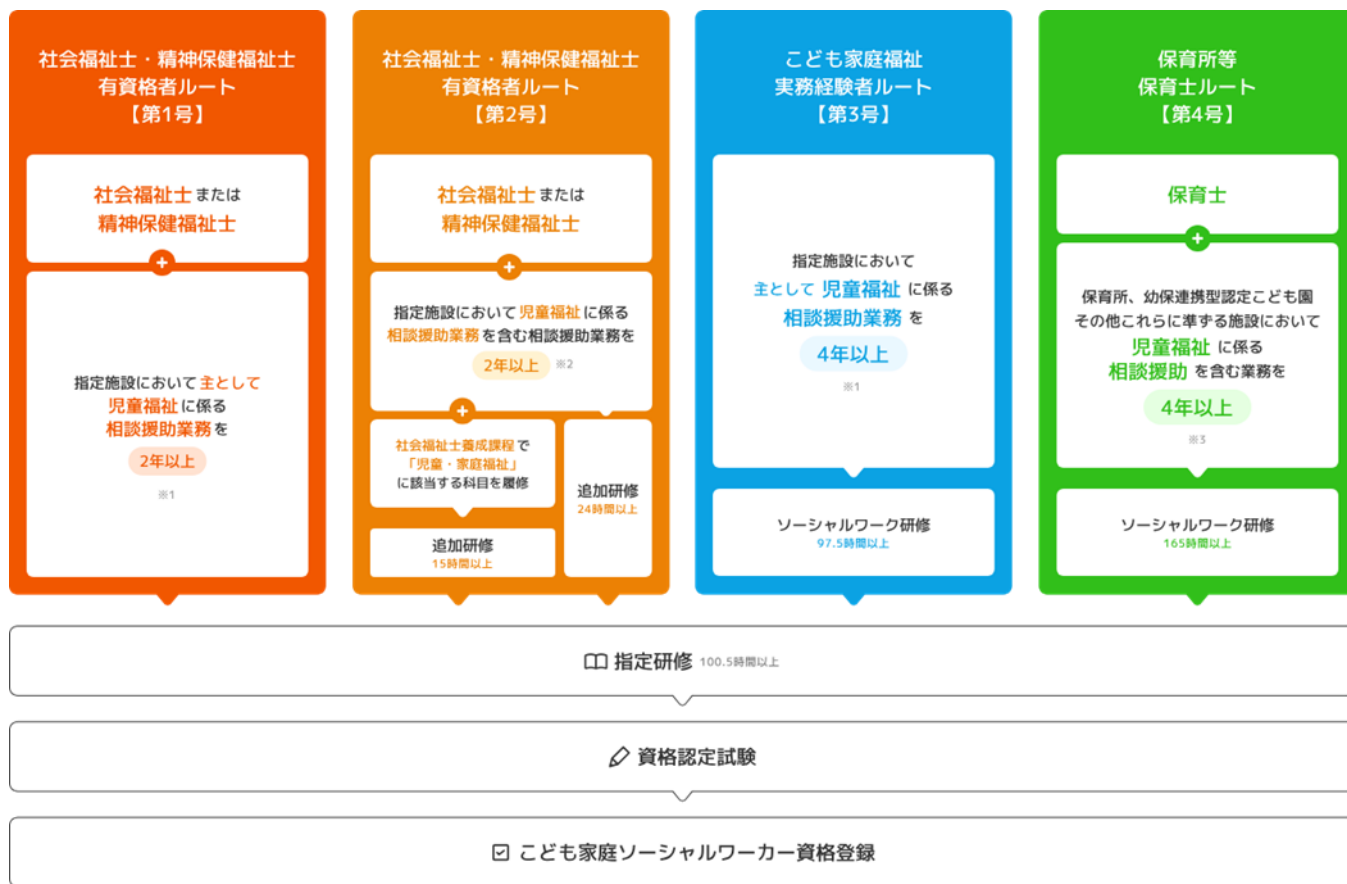 社会福祉士・精神保健福祉士
有資格者ルート
【第1号】
社会福祉士 または
精神保健福祉士
+
指定施設において 主として
児童福祉 に係る
相談援助業務 を
2年以上
※1
社会福祉士・精神保健福祉士
有資格者ルート
【第2号】
社会福祉士 または
精神保健福祉士
+
指定施設において 児童福祉 に係る
相談援助業務 を含む相談援助業務を
2年以上 ※2
+
社会福祉士養成課程 で
「児童・家庭福祉」
に該当する科目を履修
追加研修
15時間以上
追加研修
24時間以上
こども家庭福祉
実務経験者ルート
【第3号】
指定施設において
主として 児童福祉 に係る
相談援助業務 を
4年以上
※1
ソーシャルワーク研修
97.5時間以上
保育所等
保育士ルート
【第4号】
保育士
+
保育所、幼保連携型認定こども園
その他これらに準ずる施設において
児童福祉 に係る
相談援助 を含む業務を
4年以上
※3
ソーシャルワーク研修
165時間以上
指定研修 100.5時間以上
資格認定試験
こども家庭ソーシャルワーカー資格登録